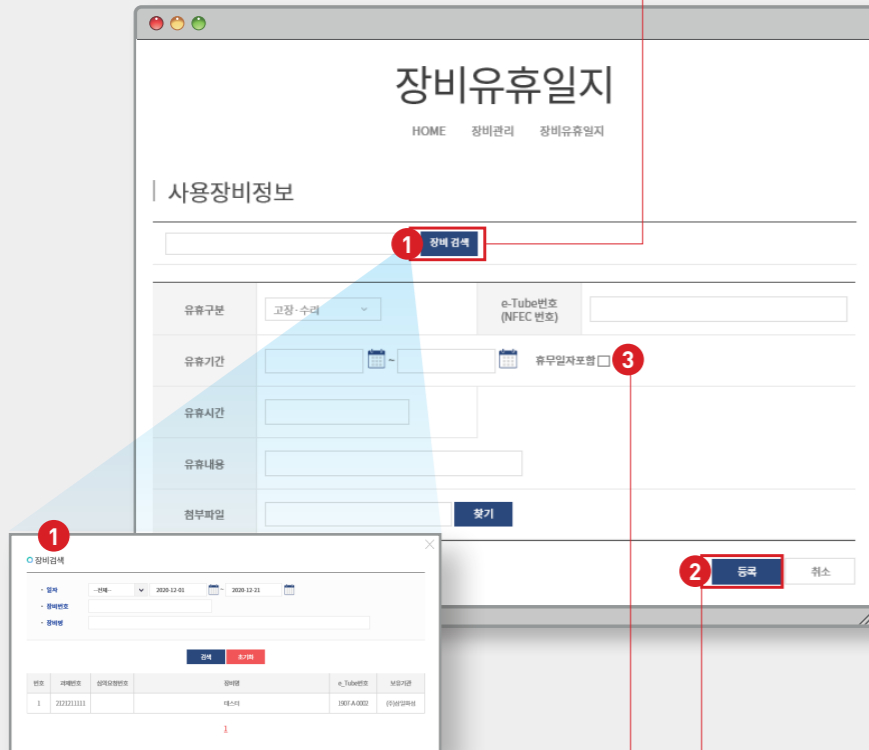 장비유휴일지
HOME 장비관리 장비유휴일지
사용장비정보
1 장비 검색
유휴구분 고장·수리 e-Tube번호
(NFEC 번호)
유휴기간 ~ 휴무일자포함 3
유휴시간
유휴내용
첨부파일 찾기
2 등록 취소
1
장비검색
· 일자 --전체-- 2020-12-01 ~ 2020-12-21
· 장비번호
· 장비명
검색 초기화
번호 과제번호 심의요청번호 장비명 e_Tube번호 보유기관
1 2121211111 테스터 1907-A-0002
1